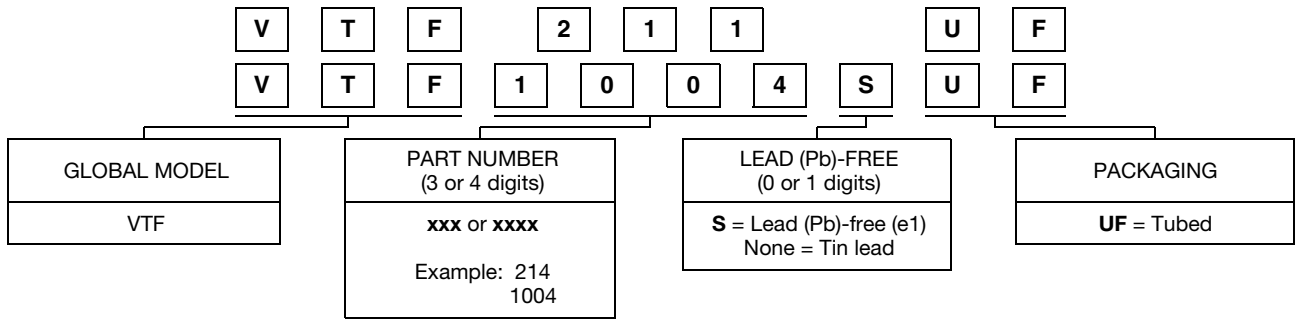 V T F 2 1 1 U F
V T F 1 0 0 4 S U F
GLOBAL MODEL
VTF
PART NUMBER
(3 or 4 digits)
xxx or xxxx
Example: 214
1004
LEAD (Pb)-FREE
(0 or 1 digits)
S = Lead (Pb)-free (e1)
None = Tin lead
PACKAGING
UF = Tubed